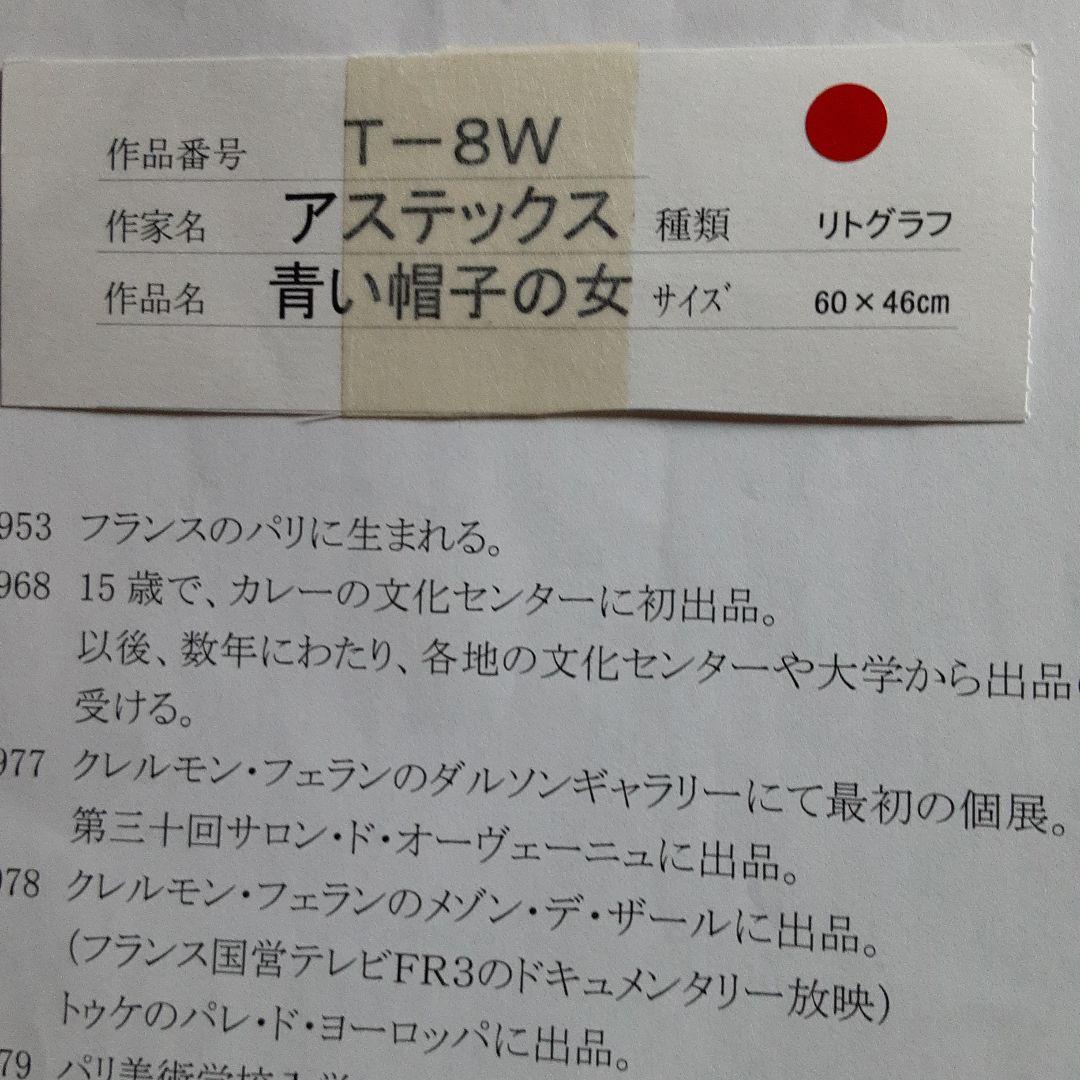 作品番号 T－8W
作家名 アステックス 種類 リトグラフ
作品名 青い帽子の女 サイズ 60×46cm
953 フランスのパリに生まれる。
968 15歳で、カレーの文化センターに初出品。
以後、数年にわたり、各地の文化センターや大学から出品
受ける。
977 クレルモン・フェランのダルソンギャラリーにて最初の個展。
第三十回サロン・ド・オーヴェーニュに出品。
978 クレルモン・フェランのメゾン・デ・ザールに出品。
(フランス国営テレビFR3のドキュメンタリー放映)
トゥケのパレ・ド・ヨーロッパに出品。
79 パリ美術学校入学